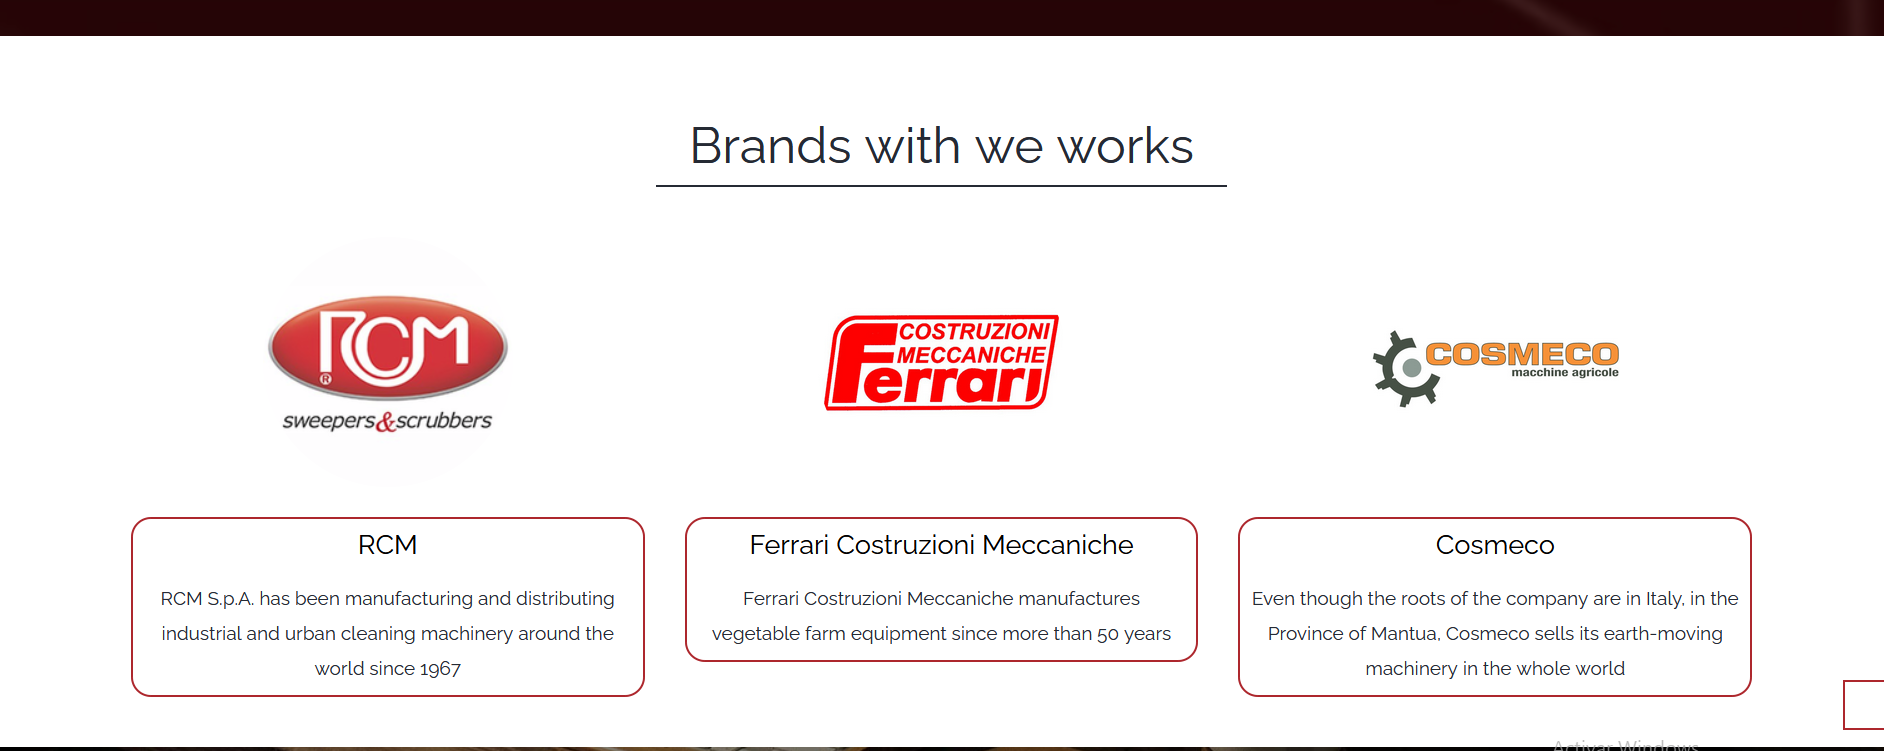 Brands with we works
RCM
®
sweepers&scrubbers
COSTRUZIONI
MECCANICHE
Ferrari
COSMECO
macchine agricole
RCM
RCM S.p.A. has been manufacturing and distributing
industrial and urban cleaning machinery around the
world since 1967
Ferrari Costruzioni Meccaniche
Ferrari Costruzioni Meccaniche manufactures
vegetable farm equipment since more than 50 years
Cosmeco
Even though the roots of the company are in Italy, in the
Province of Mantua, Cosmeco sells its earth-moving
machinery in the whole world
Activar Windows